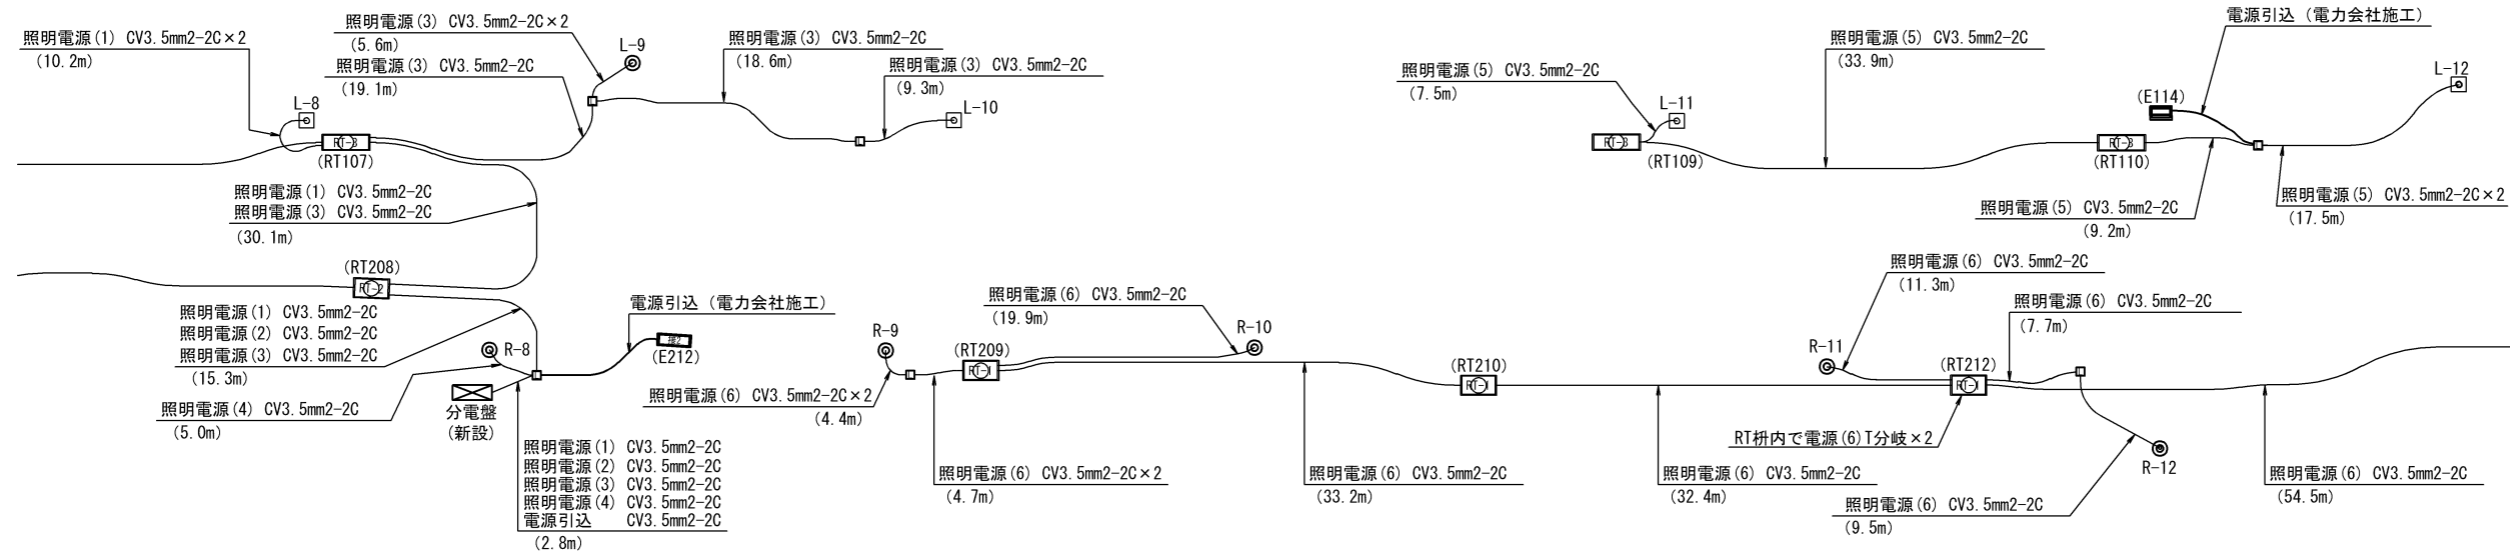 照明電源(1) CV3.5mm2-2C×2
(10.2m)
照明電源(3) CV3.5mm2-2C×2
(5.6m)
照明電源(3) CV3.5mm2-2C
(19.1m)
L-9
照明電源(3) CV3.5mm2-2C
(18.6m)
照明電源(3) CV3.5mm2-2C
(9.3m)
L-8
L-10
RT-3
(RT107)
照明電源(1) CV3.5mm2-2C
照明電源(3) CV3.5mm2-2C
(30.1m)
電源引込（電力会社施工）
照明電源(5) CV3.5mm2-2C
(33.9m)
照明電源(5) CV3.5mm2-2C
(7.5m)
L-11
L-12
(E114)
RT-3
(RT109)
RT-3
(RT110)
照明電源(5) CV3.5mm2-2C
(9.2m)
照明電源(5) CV3.5mm2-2C×2
(17.5m)
(RT208)
RT-2
照明電源(1) CV3.5mm2-2C
照明電源(2) CV3.5mm2-2C
照明電源(3) CV3.5mm2-2C
(15.3m)
電源引込（電力会社施工）
R-8
(E212)
分電盤
(新設)
照明電源(4) CV3.5mm2-2C
(5.0m)
照明電源(1) CV3.5mm2-2C
照明電源(2) CV3.5mm2-2C
照明電源(3) CV3.5mm2-2C
照明電源(4) CV3.5mm2-2C
電源引込 CV3.5mm2-2C
(2.8m)
照明電源(6) CV3.5mm2-2C
(19.9m)
R-9
R-10
(RT209)
RT-1
照明電源(6) CV3.5mm2-2C×2
(4.4m)
照明電源(6) CV3.5mm2-2C×2
(4.7m)
照明電源(6) CV3.5mm2-2C
(33.2m)
(RT210)
RT-1
照明電源(6) CV3.5mm2-2C
(32.4m)
照明電源(6) CV3.5mm2-2C
(11.3m)
照明電源(6) CV3.5mm2-2C
(7.7m)
R-11
(RT212)
RT-1
RT枡内で電源(6)T分岐×2
R-12
照明電源(6) CV3.5mm2-2C
(9.5m)
照明電源(6) CV3.5mm2-2C
(54.5m)